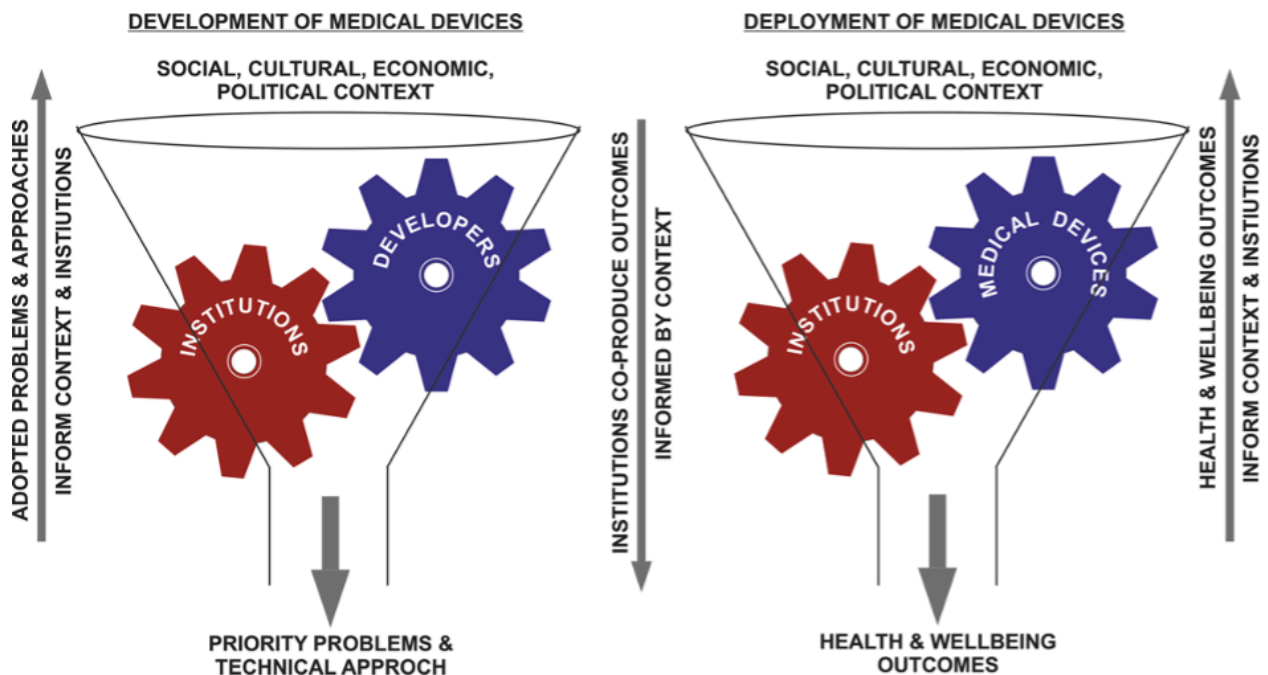 DEVELOPMENT OF MEDICAL DEVICES
SOCIAL, CULTURAL, ECONOMIC,
POLITICAL CONTEXT
ADOPTED PROBLEMS & APPROACHES
INFORM CONTEXT & INSTITUTIONS
DEVELOPERS
INSTITUTIONS
PRIORITY PROBLEMS &
TECHNICAL APPROCH
INSTITUTIONS CO-PRODUCE OUTCOMES
INFORMED BY CONTEXT
DEPLOYMENT OF MEDICAL DEVICES
SOCIAL, CULTURAL, ECONOMIC,
POLITICAL CONTEXT
MEDICAL DEVICES
INSTITUTIONS
HEALTH & WELLBEING
OUTCOMES
HEALTH & WELLBEING OUTCOMES
INFORM CONTEXT & INSTITUTIONS